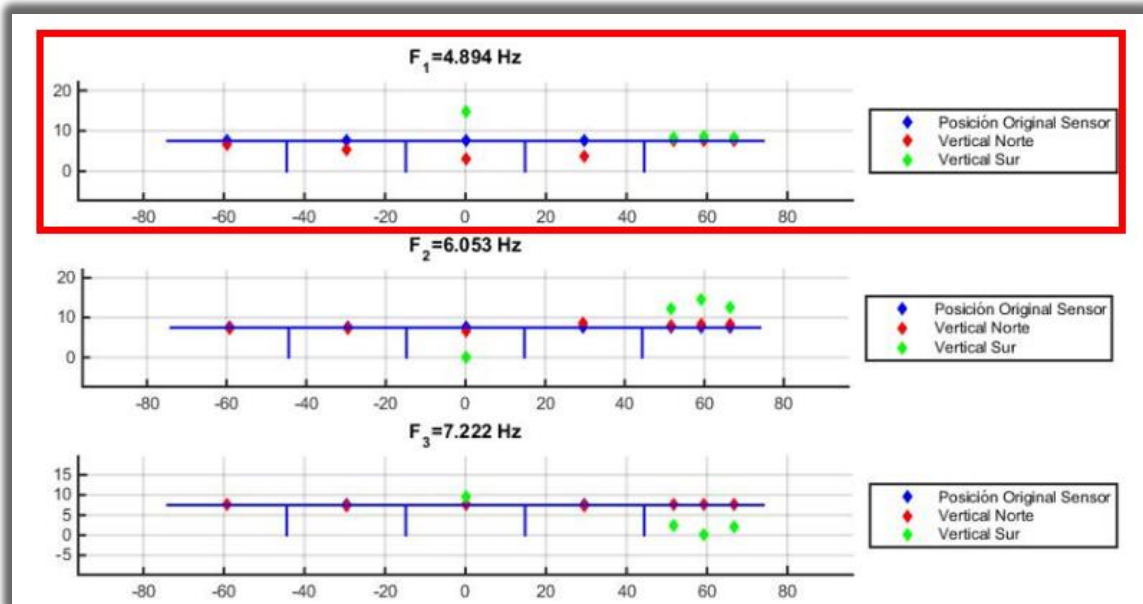 F1=4.894 Hz
20
10
0
-80 -60 -40 -20 0 20 40 60 80
Posición Original Sensor
Vertical Norte
Vertical Sur
F2=6.053 Hz
20
10
0
-80 -60 -40 -20 0 20 40 60 80
Posición Original Sensor
Vertical Norte
Vertical Sur
F3=7.222 Hz
15
10
5
0
-5
-80 -60 -40 -20 0 20 40 60 80
Posición Original Sensor
Vertical Norte
Vertical Sur